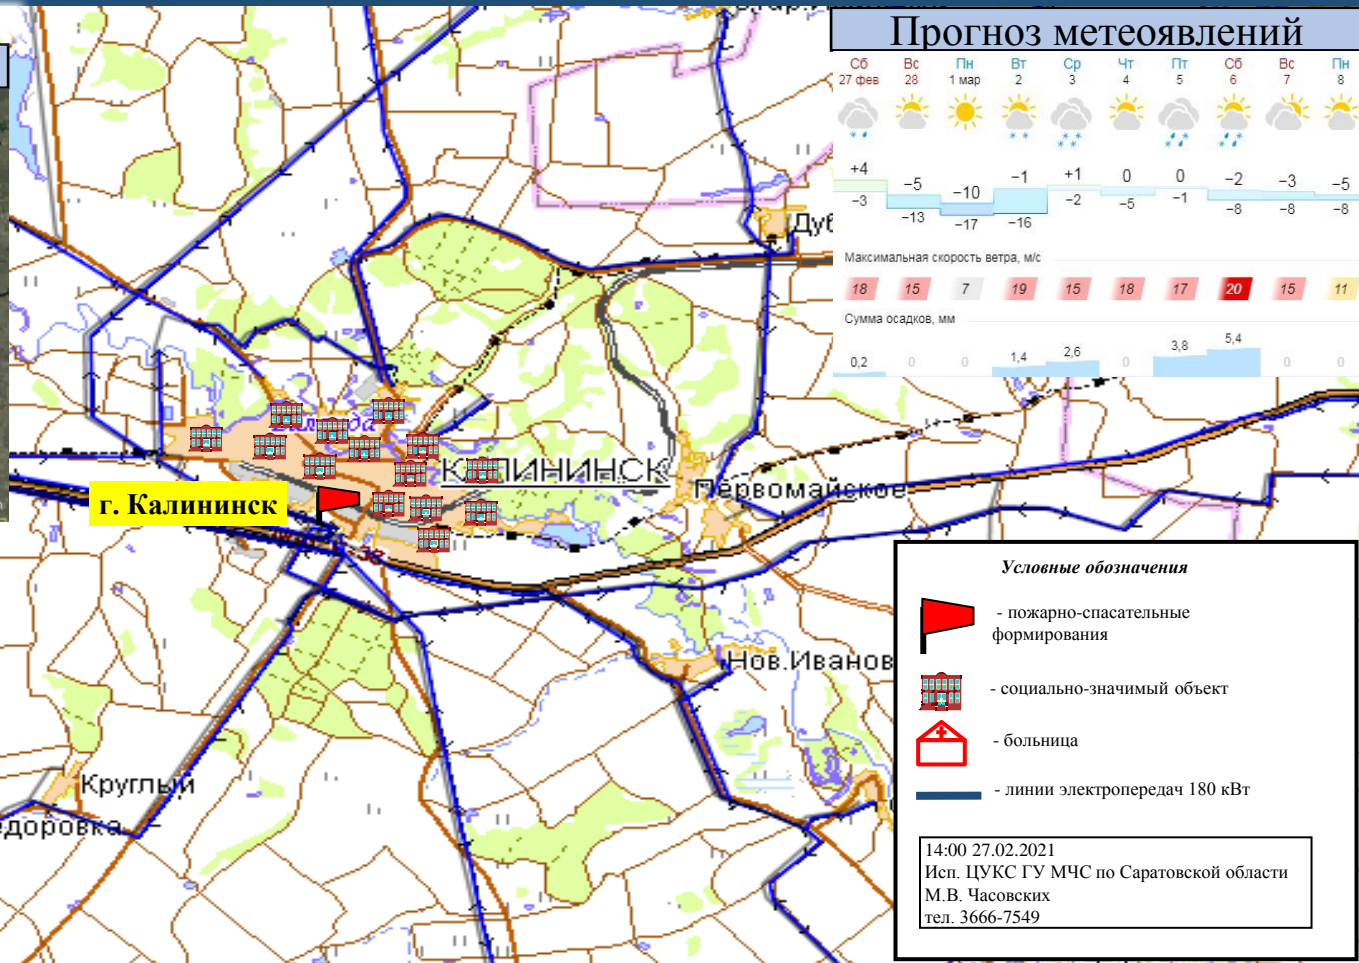 Прогноз метеоявлений
Сб Вс Пн Вт Ср Чт Пт Сб Вс Пн
27 фев 28 1 мар 2 3 4 5 6 7 8
+4 −5 −10 −1 +1 0 0 −2 −3 −5
−3 −13 −17 −16 −2 −5 −1 −8 −8 −8
Максимальная скорость ветра, м/с
18 15 7 19 15 18 17 20 15 11
Сумма осадков, мм
0,2 0 0 1,4 2,6 0 3,8 5,4 0 0
Дуб
КАЛИНИНСК
г. Калининск
Первомайское
Нов.Иванов
Круглый
едоровка
Условные обозначения
- пожарно-спасательные
формирования
- социально-значимый объект
- больница
- линии электропередач 180 кВт
14:00 27.02.2021
Исп. ЦУКС ГУ МЧС по Саратовской области
М.В. Часовских
тел. 3666-7549